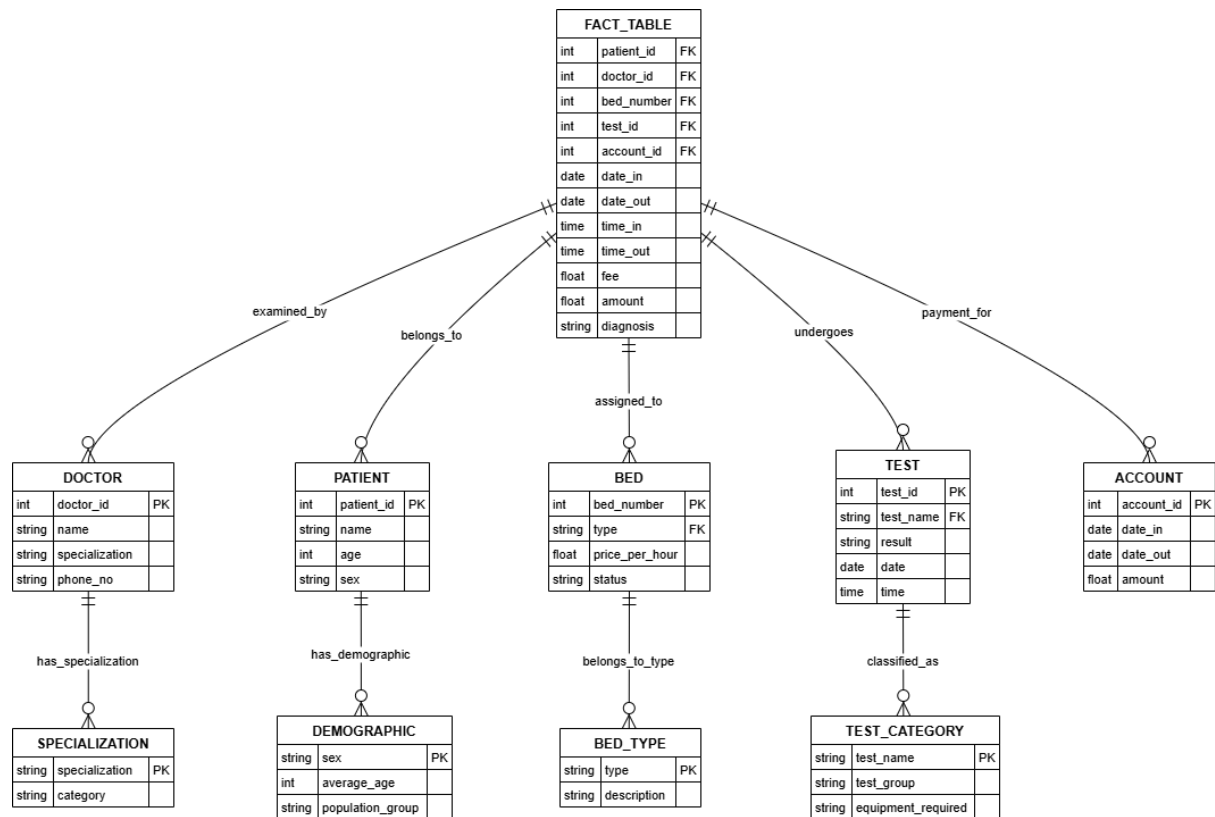 FACT_TABLE
int patient_id FK
int doctor_id FK
int bed_number FK
int test_id FK
int account_id FK
date date_in
date date_out
time time_in
time time_out
float fee
float amount
string diagnosis
examined_by
belongs_to
assigned_to
undergoes
payment_for
DOCTOR
int doctor_id PK
string name
string specialization
string phone_no
PATIENT
int patient_id PK
string name
int age
string sex
BED
int bed_number PK
string type FK
float price_per_hour
string status
TEST
int test_id PK
string test_name FK
string result
date date
time time
ACCOUNT
int account_id PK
date date_in
date date_out
float amount
has_specialization
has_demographic
belongs_to_type
classified_as
SPECIALIZATION
string specialization PK
string category
DEMOGRAPHIC
string sex PK
int average_age
string population_group
BED_TYPE
string type PK
string description
TEST_CATEGORY
string test_name PK
string test_group
string equipment_required